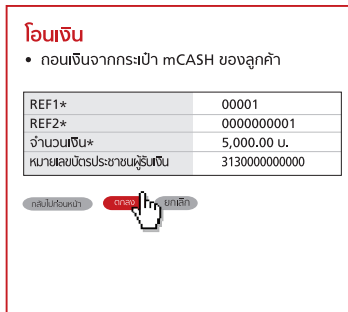 โอนเงิน
• ถอนเงินจากกระเป๋า mCASH ของลูกค้า
REF1* 00001
REF2* 0000000001
จำนวนเงิน* 5,000.00 บ.
หมายเลขบัตรประชาชนผู้รับเงิน 3130000000000
กลับไปก่อนหน้า ตกลง ยกเลิก